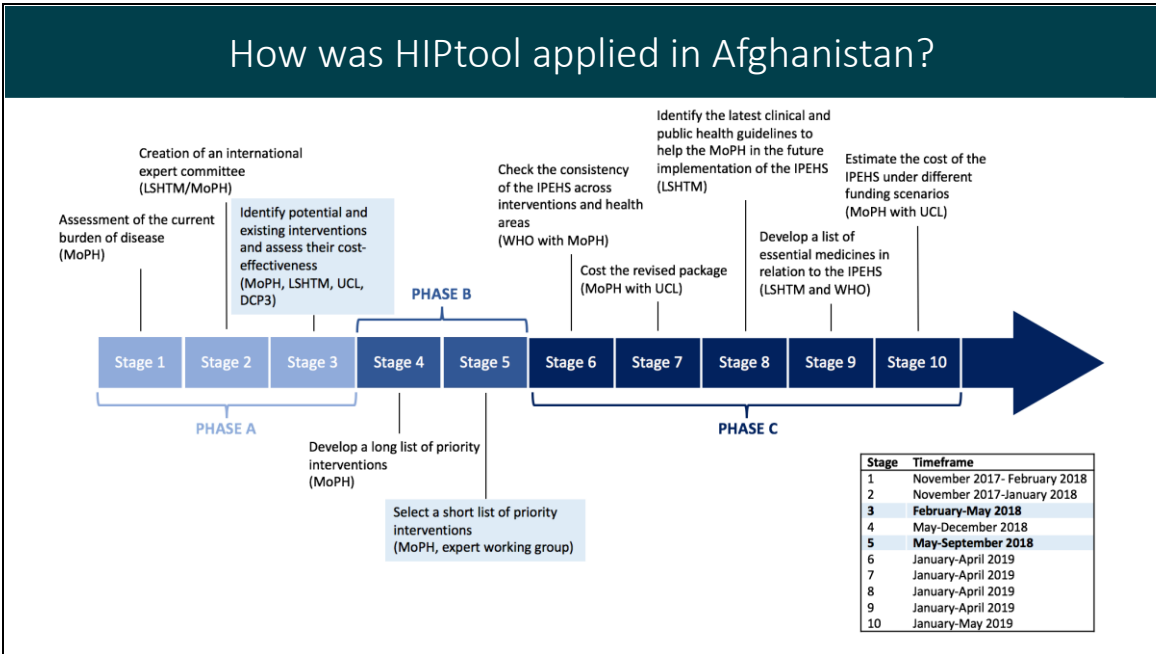 How was HIPtool applied in Afghanistan?
Assessment of the current
burden of disease
(MoPH)
Creation of an international
expert committee
(LSHTM/MoPH)
Identify potential and
existing interventions
and assess their cost-
effectiveness
(MoPH, LSHTM, UCL,
DCP3)
Check the consistency
of the IPEHS across
interventions and health
areas
(WHO with MoPH)
Cost the revised package
(MoPH with UCL)
Identify the latest clinical and
public health guidelines to
help the MoPH in the future
implementation of the IPEHS
(LSHTM)
Develop a list of
essential medicines in
relation to the IPEHS
(LSHTM and WHO)
Estimate the cost of the
IPEHS under different
funding scenarios
(MoPH with UCL)
PHASE B
Stage 1 Stage 2 Stage 3 Stage 4 Stage 5 Stage 6 Stage 7 Stage 8 Stage 9 Stage 10
PHASE A
PHASE C
Develop a long list of priority
interventions
(MoPH)
Select a short list of priority
interventions
(MoPH, expert working group)
Stage Timeframe
1 November 2017- February 2018
2 November 2017-January 2018
3 February-May 2018
4 May-December 2018
5 May-September 2018
6 January-April 2019
7 January-April 2019
8 January-April 2019
9 January-April 2019
10 January-May 2019